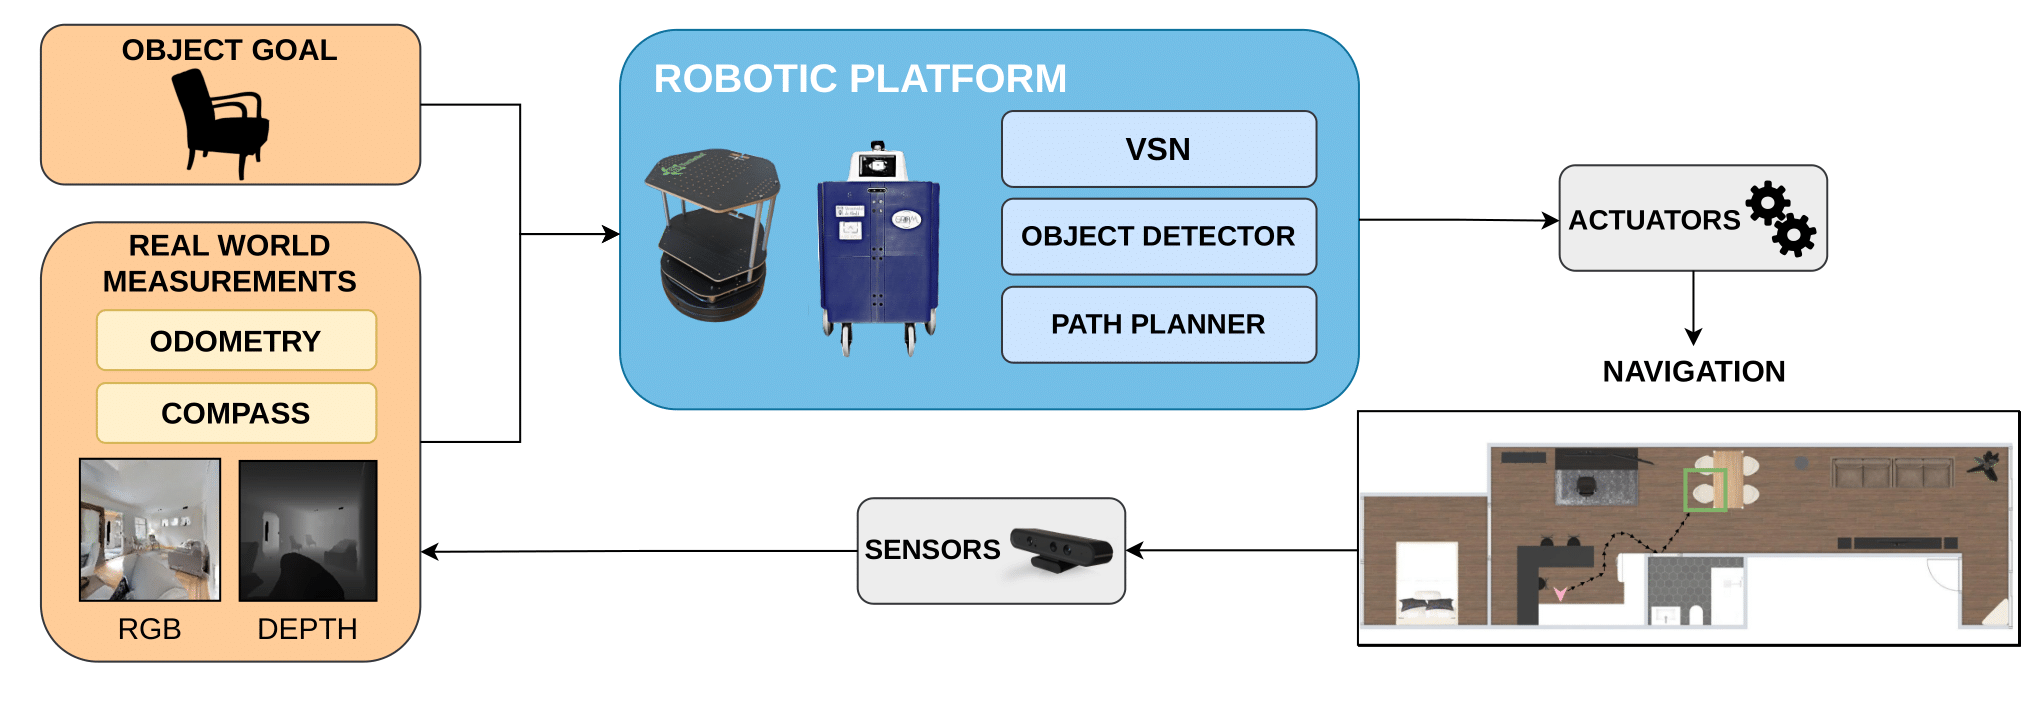 OBJECT GOAL
REAL WORLD
MEASUREMENTS
ODOMETRY
COMPASS
RGB
DEPTH
ROBOTIC PLATFORM
VSN
OBJECT DETECTOR
PATH PLANNER
ACTUATORS
NAVIGATION
SENSORS